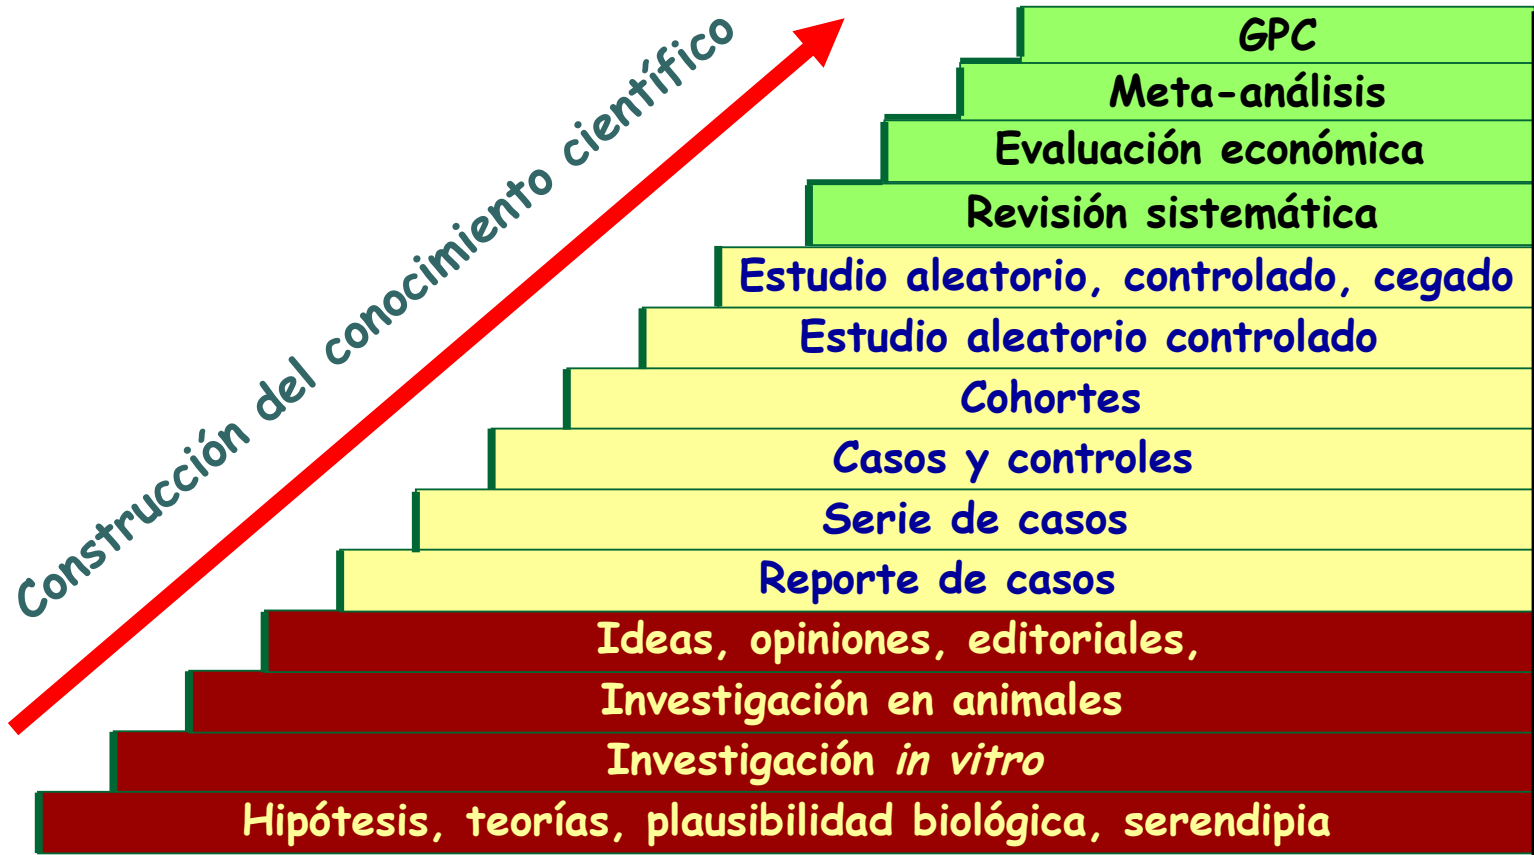 Construcción del conocimiento científico
GPC
Meta-análisis
Evaluación económica
Revisión sistemática
Estudio aleatorio, controlado, cegado
Estudio aleatorio controlado
Cohortes
Casos y controles
Serie de casos
Reporte de casos
Ideas, opiniones, editoriales,
Investigación en animales
Investigación in vitro
Hipótesis, teorías, plausibilidad biológica, serendipia